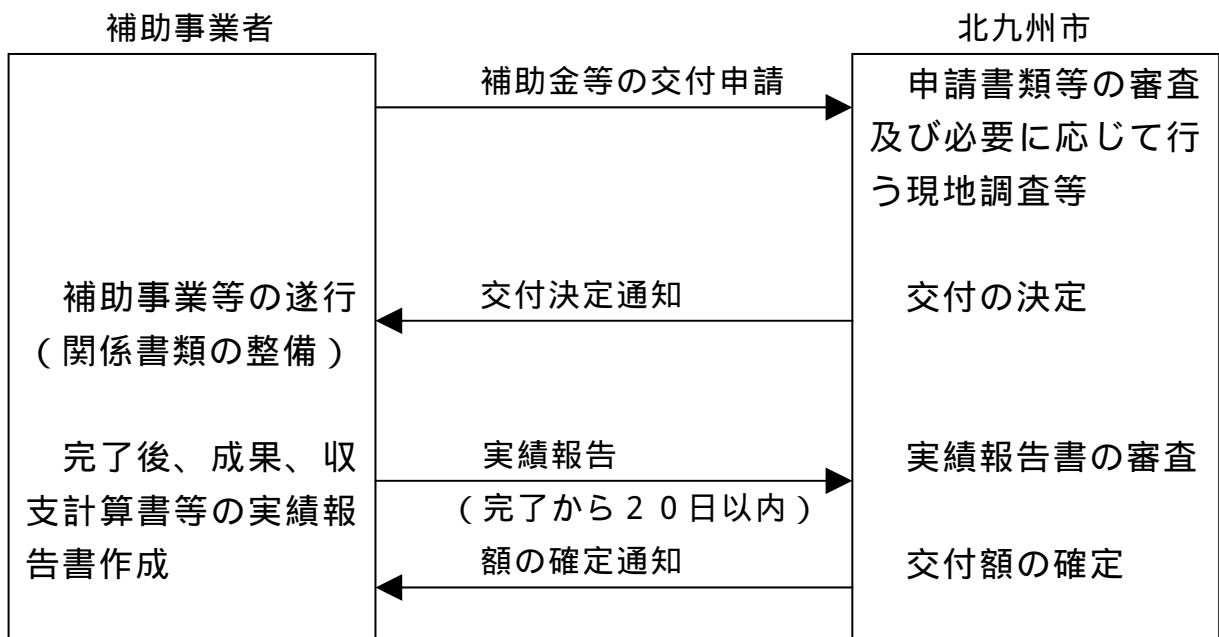 補助事業者
北九州市
補助金等の交付申請
申請書類等の審査
及び必要に応じて行
う現地調査等
補助事業等の遂行
（関係書類の整備）
交付決定通知
交付の決定
完了後、成果、収
支計算書等の実績報
告書作成
実績報告
（完了から２０日以内）
額の確定通知
実績報告書の審査
交付額の確定